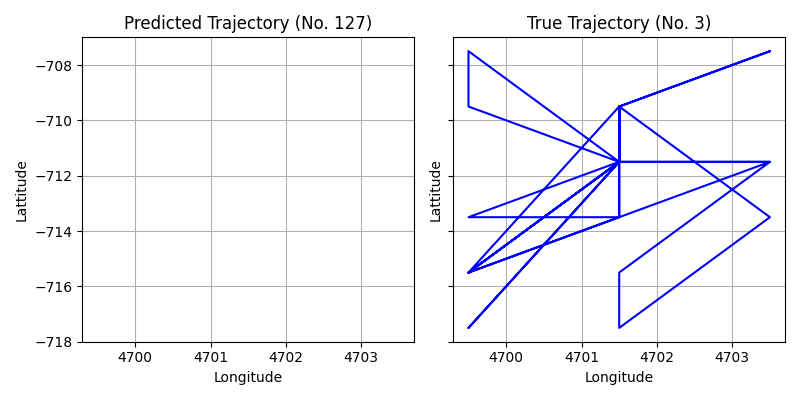 Predicted Trajectory (No. 127)
True Trajectory (No. 3)
−708
−710
−712
−714
−716
−718
Lattitude
Lattitude
4700
4701
4702
4703
4700
4701
4702
4703
Longitude
Longitude